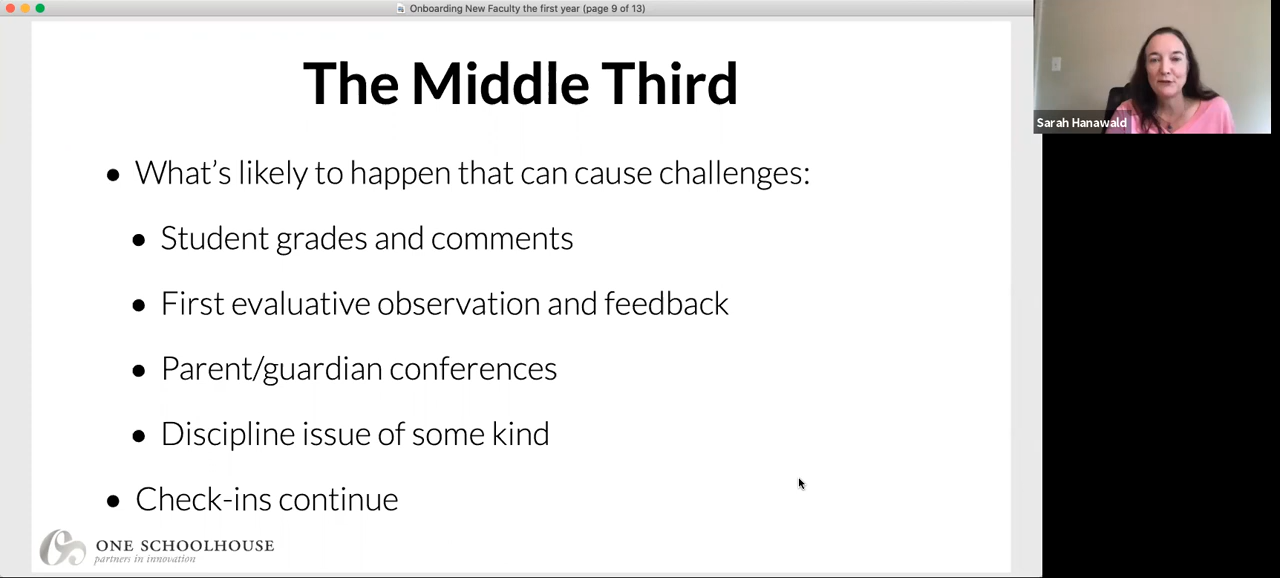 Onboarding New Faculty the first year (page 9 of 13)
The Middle Third
Sarah Hanawald
• What’s likely to happen that can cause challenges:
• Student grades and comments
• First evaluative observation and feedback
• Parent/guardian conferences
• Discipline issue of some kind
• Check-ins continue
ONE SCHOOLHOUSE
partners in innovation